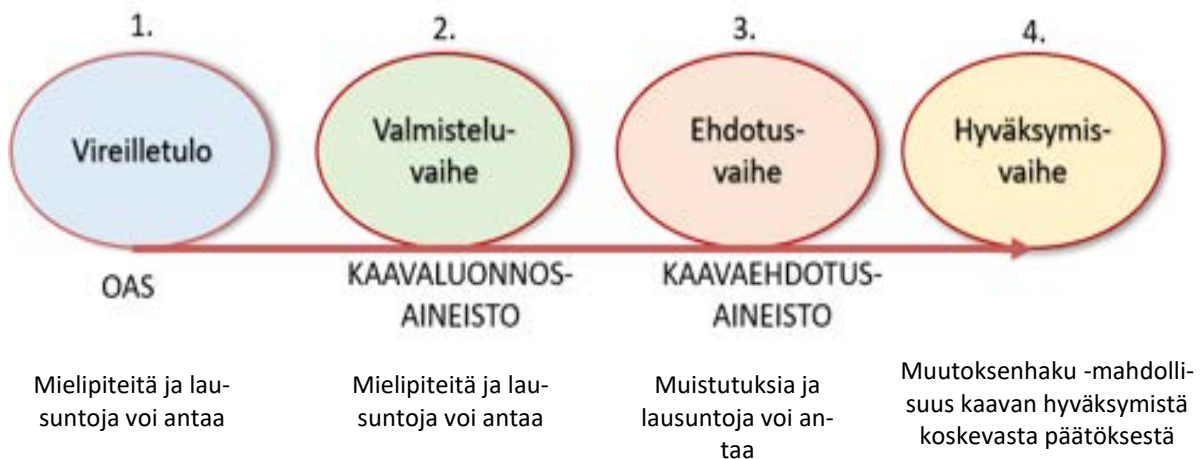 1.
Vireilletulo
OAS
Mielipiteitä ja lau-
suntoja voi antaa
2.
Valmistelu-
vaihe
KAAVALUONNOS-
AINEISTO
Mielipiteitä ja lau-
suntoja voi antaa
3.
Ehdotus-
vaihe
KAAVAEHDOTUS-
AINEISTO
Muistutuksia ja
lausuntoja voi an-
taa
4.
Hyväksymis-
vaihe
Muutoksenhaku -mahdolli-
suus kaavan hyväksymistä
koskevasta päätöksestä